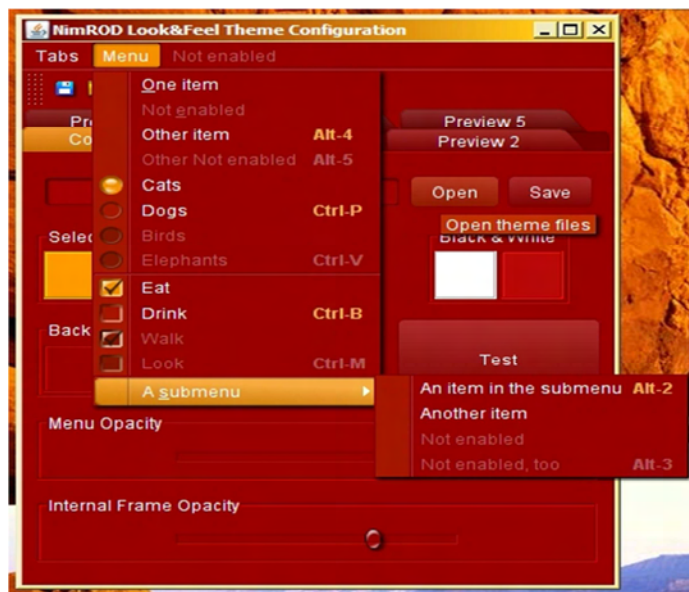 NimROD Look&Feel Theme Configuration
Tabs Menu Not enabled
One item
Not enabled
Other item Alt-4
Other Not enabled Alt-5
Cats
Dogs Ctrl-P
Birds
Elephants Ctrl-V
Eat
Drink Ctrl-B
Walk
Look Ctrl-M
A submenu
An item in the submenu Alt-2
Another item
Not enabled
Not enabled, too Alt-3
Preview 5
Preview 2
Open Save
Open theme files
Black & White
Test
Menu Opacity
Internal Frame Opacity